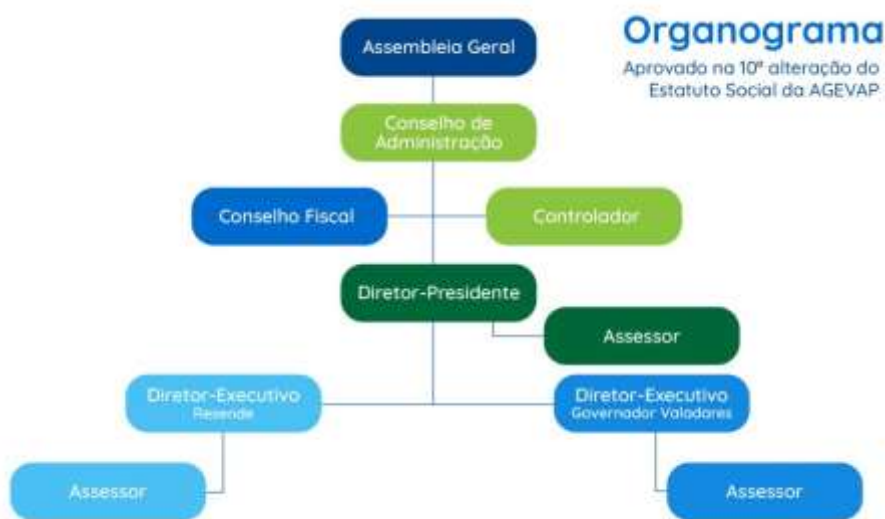 Organograma
Aprovado na 10ª alteração do
Estatuto Social da AGEVAP
Assembleia Geral
Conselho de
Administração
Conselho Fiscal
Controlador
Diretor-Presidente
Assessor
Diretor-Executivo
Resende
Diretor-Executivo
Governador Valadares
Assessor
Assessor